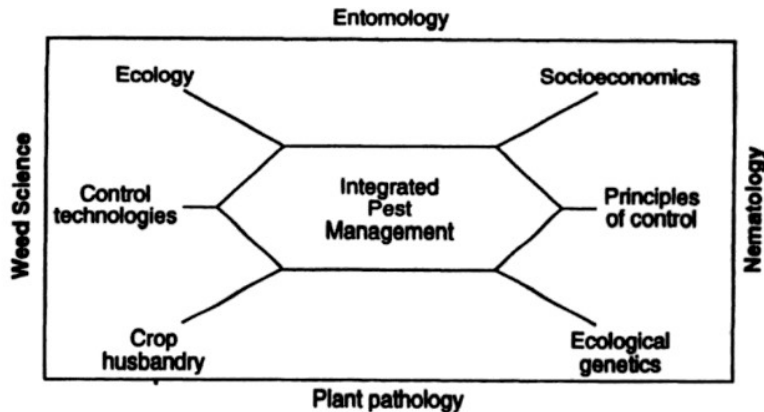 Entomology
Ecology
Socioeconomics
Weed Science
Control
technologies
Integrated
Pest
Management
Principles
of control
Nematology
Crop
husbandry
Ecological
genetics
Plant pathology